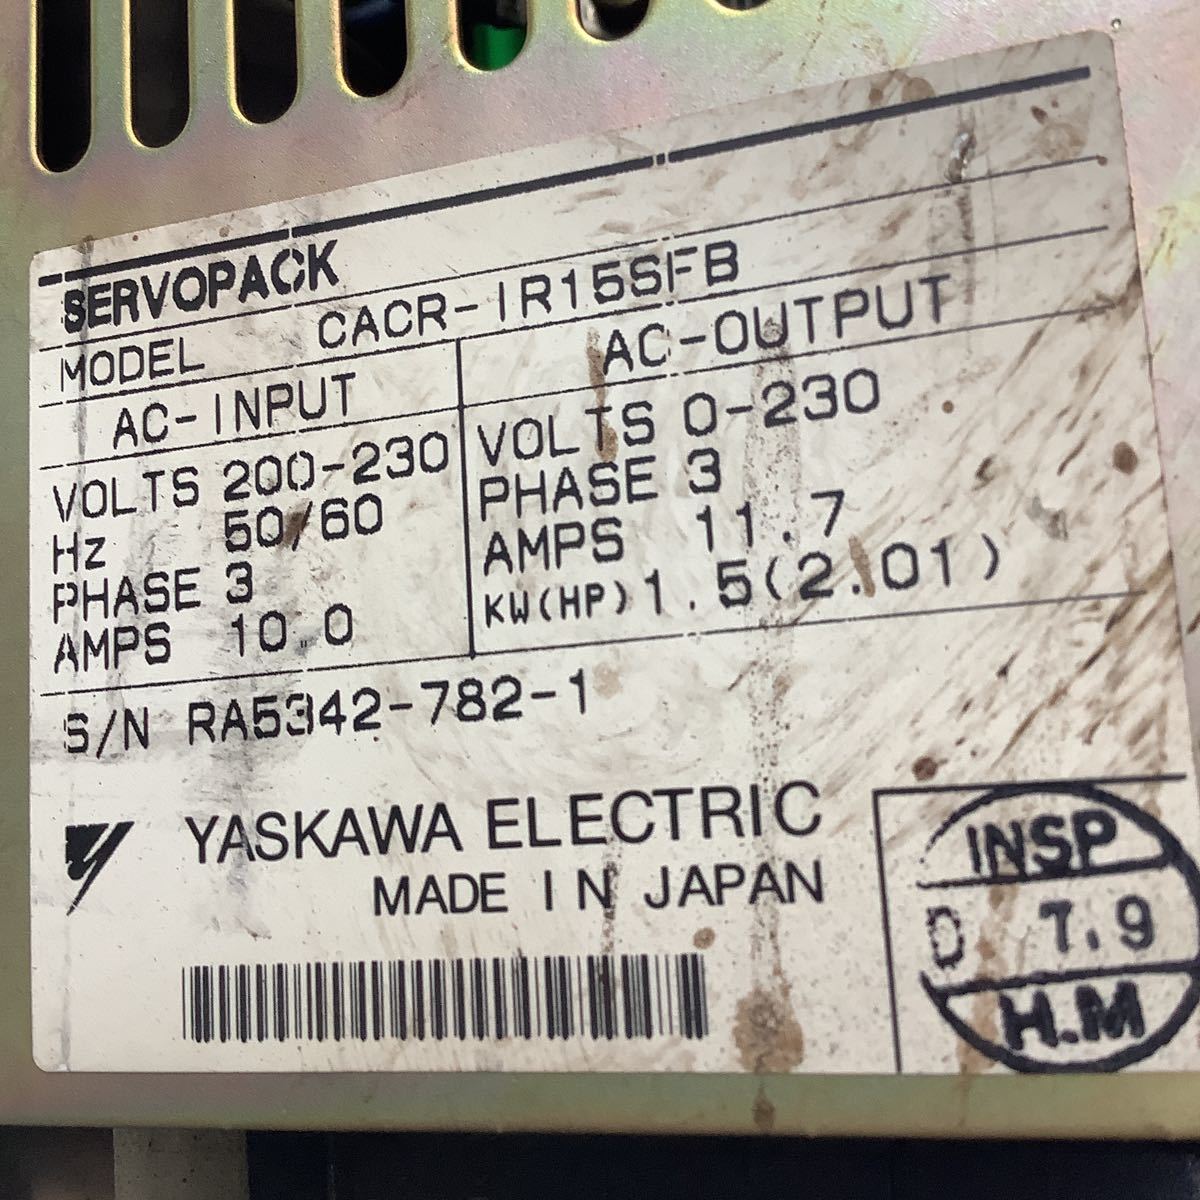 SERVOPACK
MODEL CACR-IR15SFB
AC-INPUT
VOLTS 200-230
Hz 50/60
PHASE 3
AMPS 10.0
AC-OUTPUT
VOLTS 0-230
PHASE 3
AMPS 11.7
KW(HP) 1.5(2.01)
S/N RA5342-782-1
YASKAWA ELECTRIC
MADE IN JAPAN
INSP
7.9
H.M